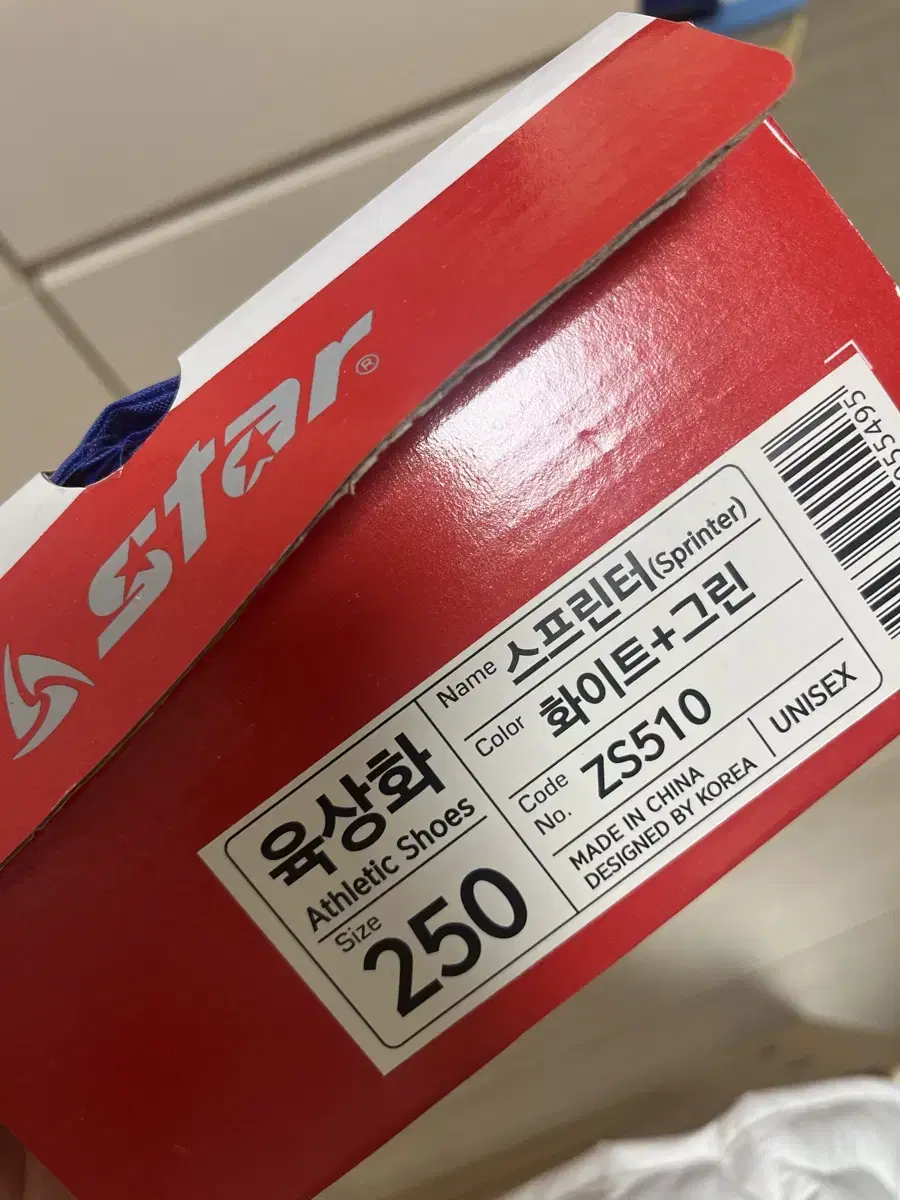 star®
육상화
Athletic Shoes
Size
250
Name 스프린터(Sprinter)
Color 화이트+그린
Code No. ZS510
MADE IN CHINA
DESIGNED BY KOREA
UNISEX
55495